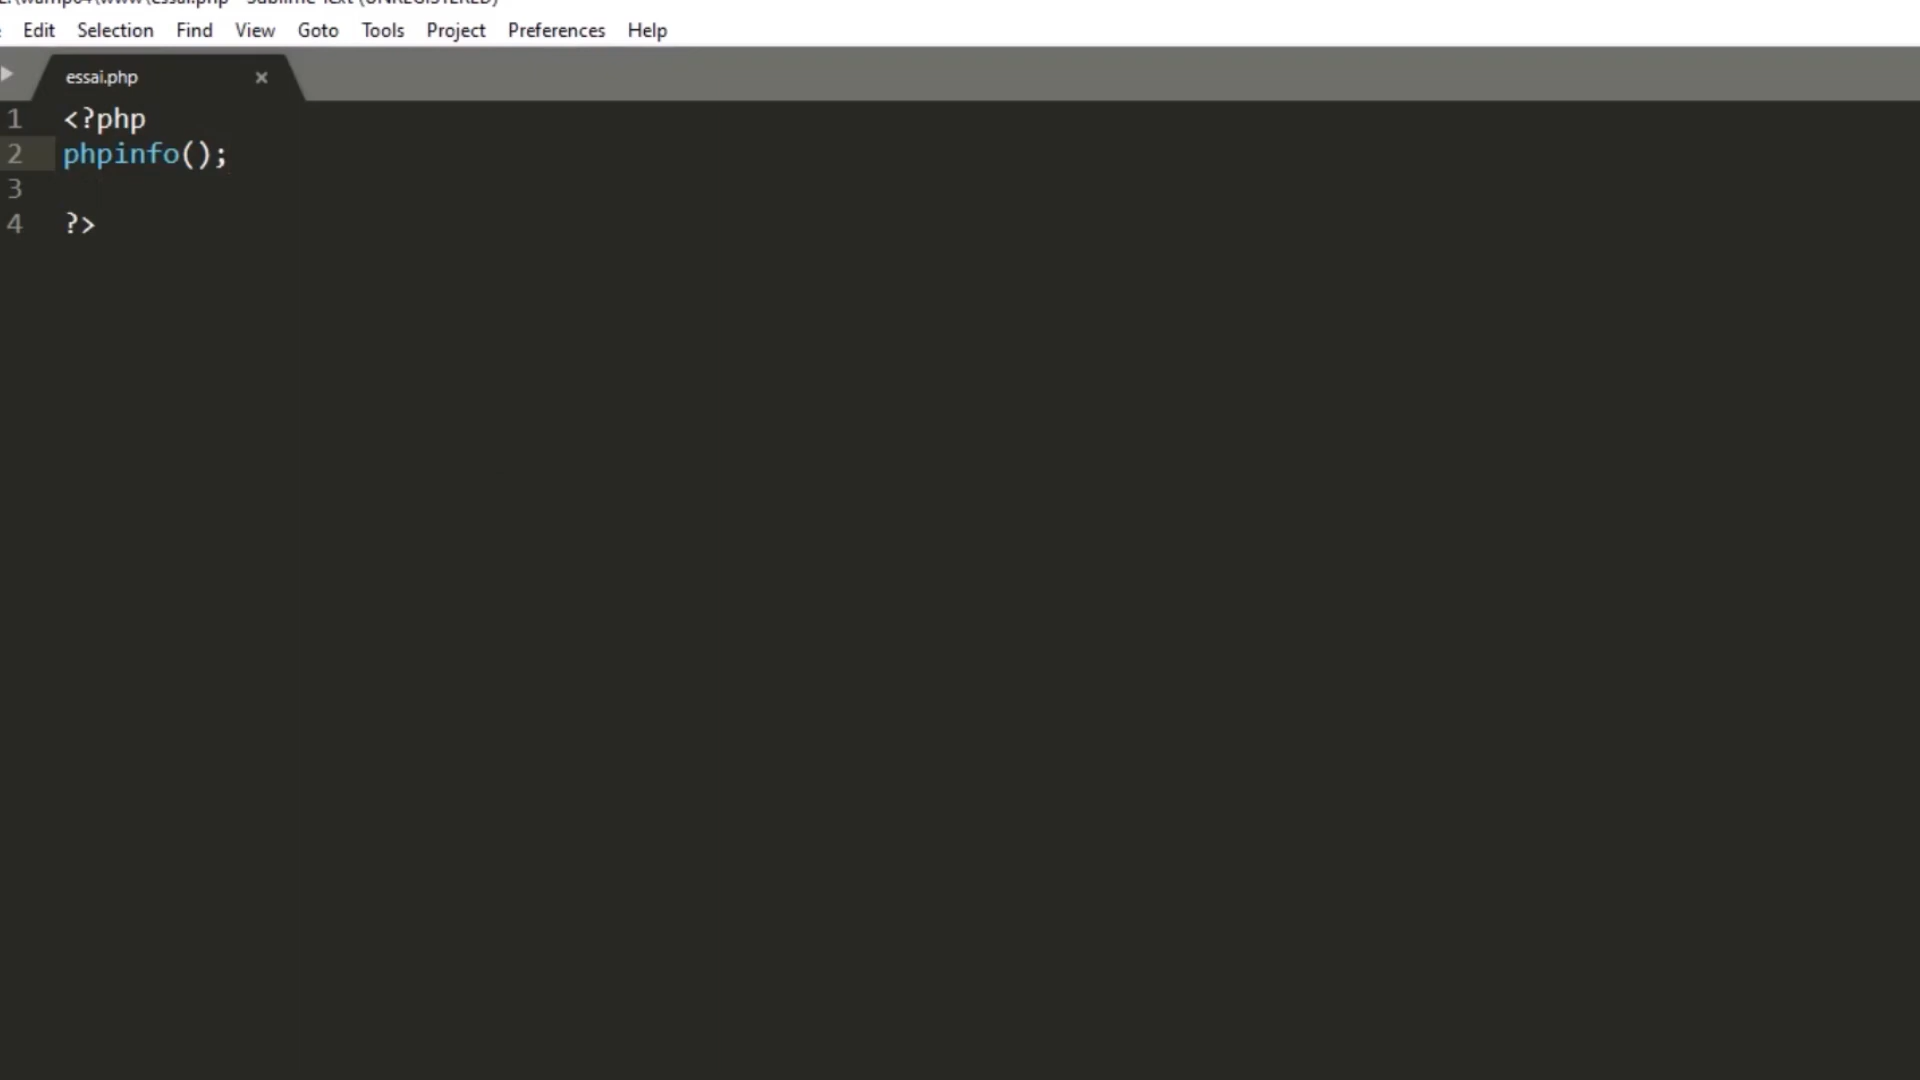 Edit Selection Find View Goto Tools Project Preferences Help
essai.php
1 <?php
2 phpinfo();
3
4 ?>